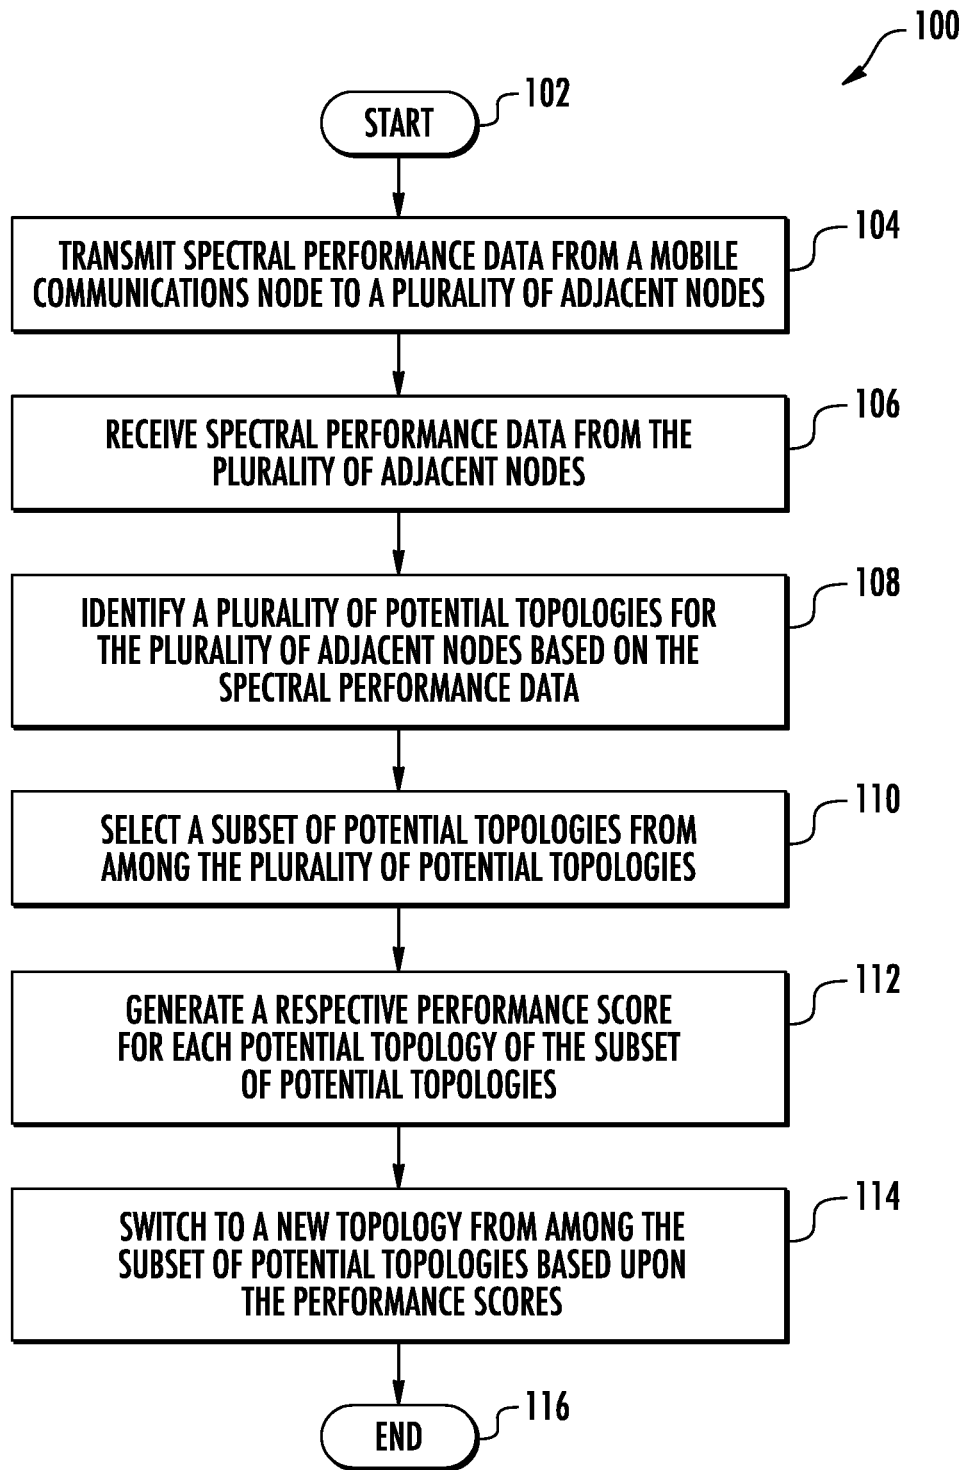 100
START
102
TRANSMIT SPECTRAL PERFORMANCE DATA FROM A MOBILE
COMMUNICATIONS NODE TO A PLURALITY OF ADJACENT NODES
104
RECEIVE SPECTRAL PERFORMANCE DATA FROM THE
PLURALITY OF ADJACENT NODES
106
IDENTIFY A PLURALITY OF POTENTIAL TOPOLOGIES FOR
THE PLURALITY OF ADJACENT NODES BASED ON THE
SPECTRAL PERFORMANCE DATA
108
SELECT A SUBSET OF POTENTIAL TOPOLOGIES FROM
AMONG THE PLURALITY OF POTENTIAL TOPOLOGIES
110
GENERATE A RESPECTIVE PERFORMANCE SCORE
FOR EACH POTENTIAL TOPOLOGY OF THE SUBSET
OF POTENTIAL TOPOLOGIES
112
SWITCH TO A NEW TOPOLOGY FROM AMONG THE
SUBSET OF POTENTIAL TOPOLOGIES BASED UPON
THE PERFORMANCE SCORES
114
END
116